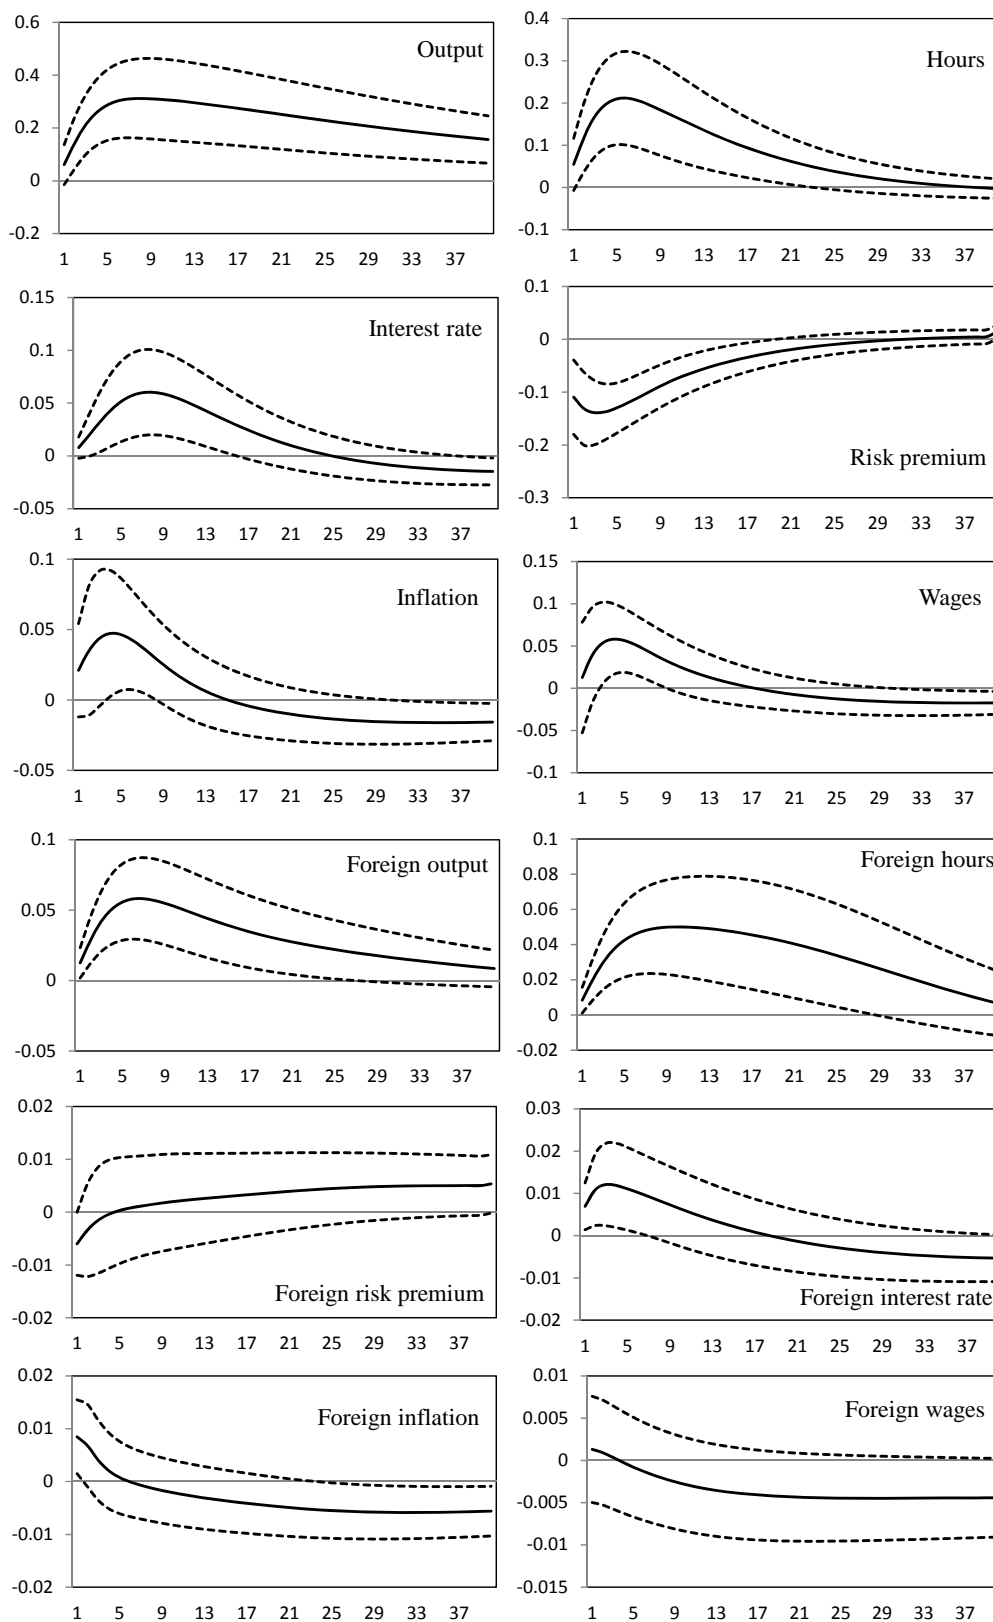 Output
0.6
0.4
0.2
0
-0.2
1 5 9 13 17 21 25 29 33 37
Hours
0.4
0.3
0.2
0.1
0
-0.1
1 5 9 13 17 21 25 29 33 37
Interest rate
0.15
0.1
0.05
0
-0.05
1 5 9 13 17 21 25 29 33 37
Risk premium
0.1
0
-0.1
-0.2
-0.3
1 5 9 13 17 21 25 29 33 37
Inflation
0.1
0.05
0
-0.05
1 5 9 13 17 21 25 29 33 37
Wages
0.15
0.1
0.05
0
-0.05
-0.1
1 5 9 13 17 21 25 29 33 37
Foreign output
0.1
0.05
0
-0.05
1 5 9 13 17 21 25 29 33 37
Foreign hours
0.1
0.08
0.06
0.04
0.02
0
-0.02
1 5 9 13 17 21 25 29 33 37
Foreign risk premium
0.02
0.01
0
-0.01
-0.02
1 5 9 13 17 21 25 29 33 37
Foreign interest rate
0.03
0.02
0.01
0
-0.01
-0.02
1 5 9 13 17 21 25 29 33 37
Foreign inflation
0.02
0.01
0
-0.01
-0.02
1 5 9 13 17 21 25 29 33 37
Foreign wages
0.01
0.005
0
-0.005
-0.01
-0.015
1 5 9 13 17 21 25 29 33 37